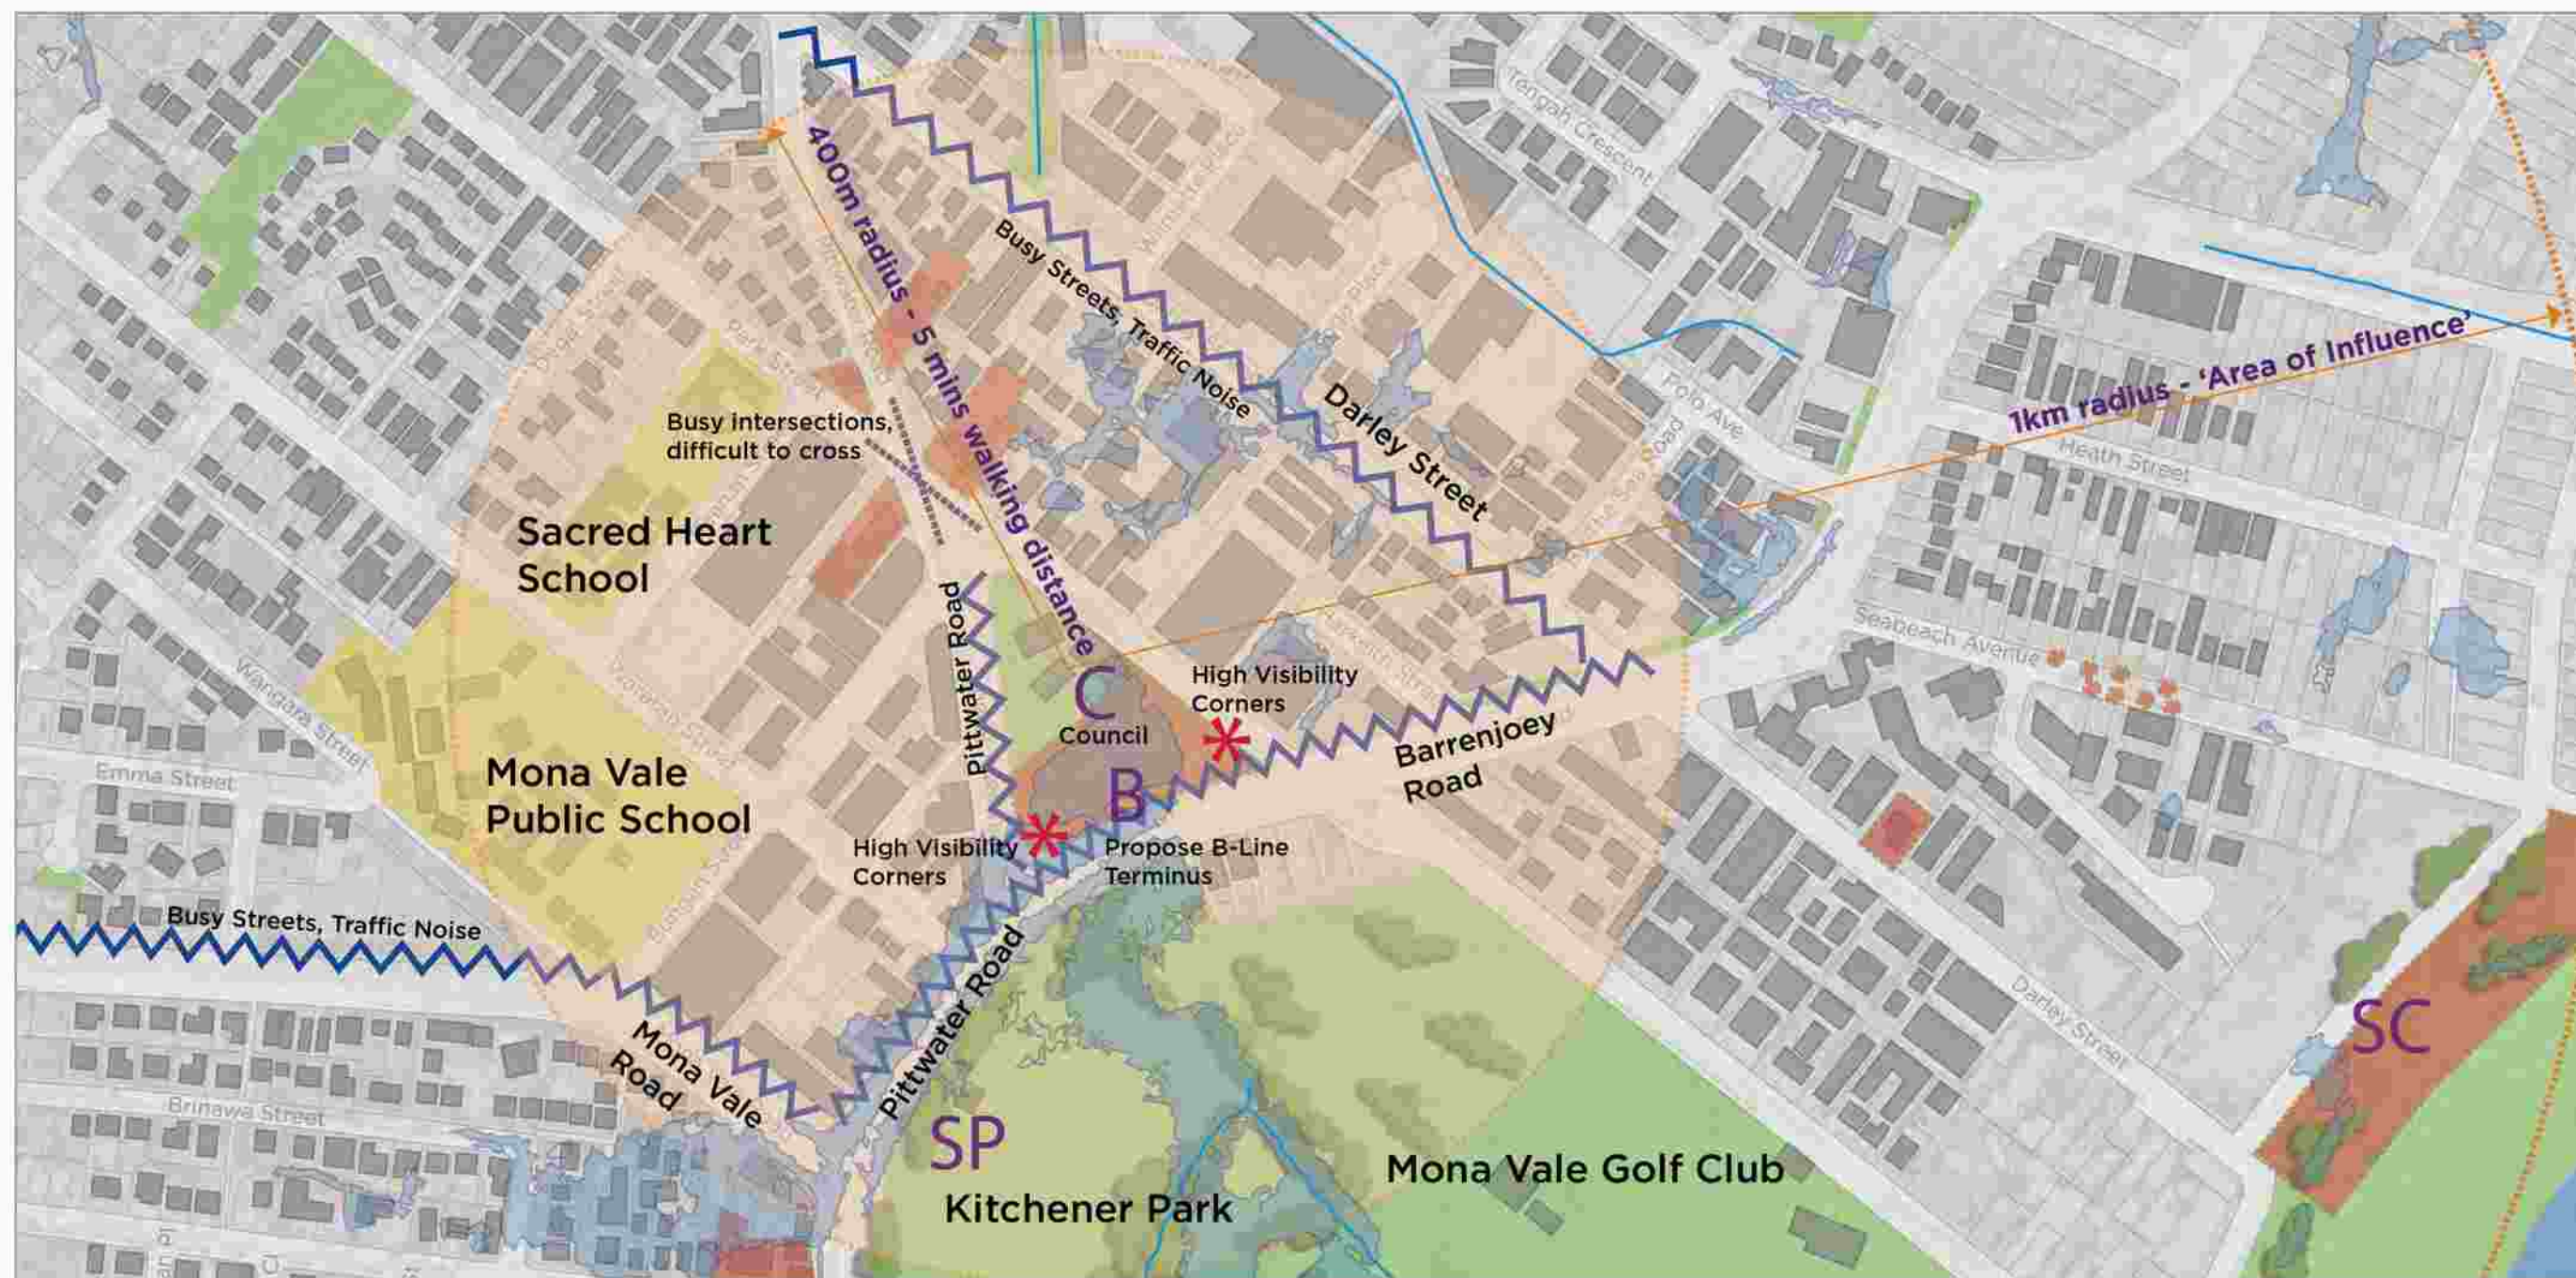 Tengah Crescent
400m radius - 5 mins walking distance
Busy Streets, Traffic Noise
Park Street
Polo Ave
Darley Street
1km radius - 'Area of Influence'
Heath Street
Busy intersections,
difficult to cross
Sacred Heart
School
Pittwater Road
Seabeach Avenue
C
Council
High Visibility
Corners
Wangara Street
Emma Street
Mona Vale
Public School
B
Barrenjoey
Road
High Visibility
Corners
Propose B-Line
Terminus
Busy Streets, Traffic Noise
Pittwater Road
Darley Street
SC
Mona Vale
Road
Brinawa Street
SP
Kitchener Park
Mona Vale Golf Club